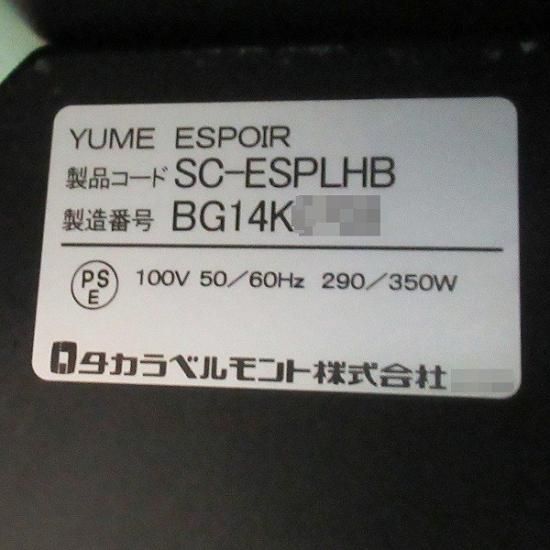 YUME ESPOIR
製品コード SC-ESPLHB
製造番号 BG14K
PS
E
100V 50/60Hz 290/350W
タカラベルモント株式会社